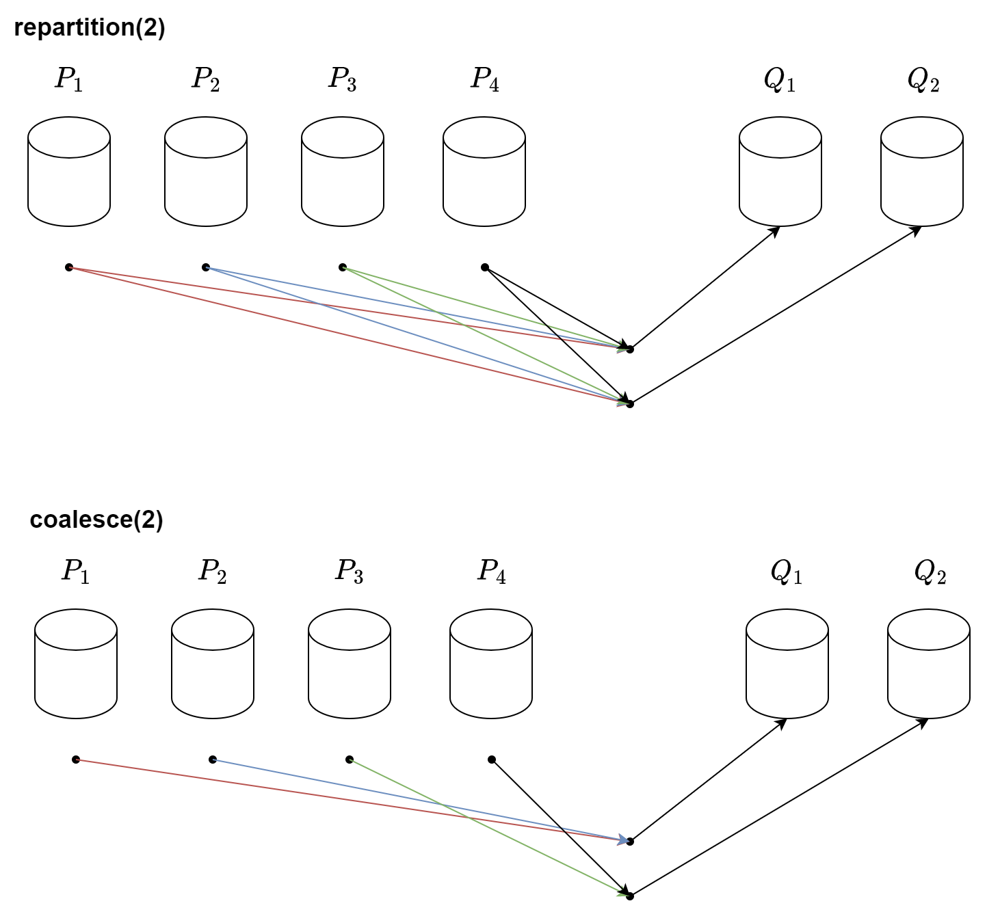 repartition(2)
P₁ P₂ P₃ P₄ Q₁ Q₂
coalesce(2)
P₁ P₂ P₃ P₄ Q₁ Q₂